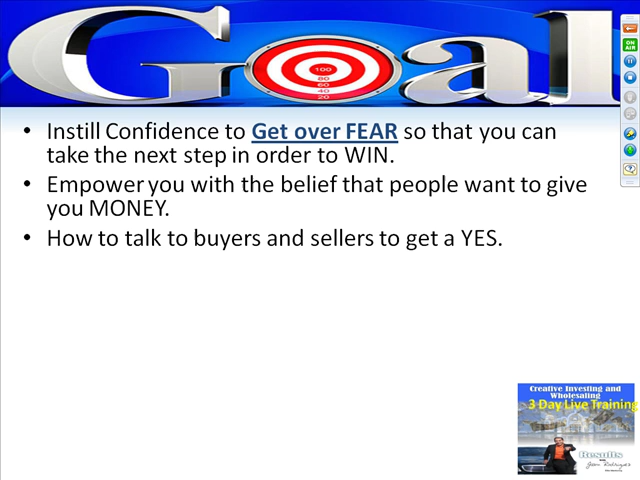 Goal
100
80
60
40
20
• Instill Confidence to Get over FEAR so that you can
take the next step in order to WIN.
• Empower you with the belief that people want to give
you MONEY.
• How to talk to buyers and sellers to get a YES.
ON
AIR
Creative Investing and
Wholesaling
3 Day Live Training
Results